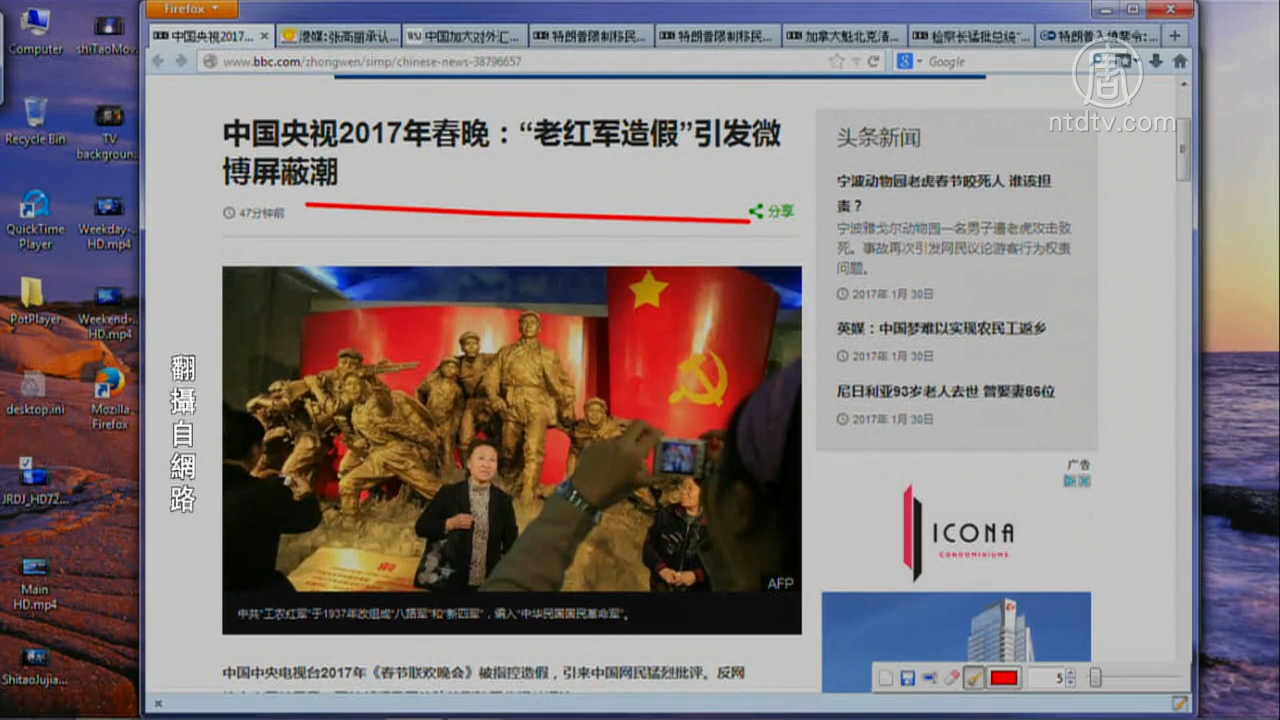 Firefox
中国央视2017...
港媒:张高丽承认...
中国加大对外汇...
特朗普限制移民...
特朗普限制移民...
加拿大魁北克清...
检察长猛批总统"...
特朗普入境禁令:...
www.bbc.com/zhongwen/simp/chinese-news-38796657
Google
ntdtv.com
Computer
shiTaoMov...
Recycle Bin
TV
backgroun...
QuickTime
Player
Weekday-...
HD.mp4
PotPlayer
Weekend-...
HD.mp4
desktop.ini
Mozilla
Firefox
JRDJ_HD72...
Main
HD.mp4
ShitaoJujia...
翻攝自網路
中国央视2017年春晚：“老红军造假”引发微
博屏蔽潮
47分钟前
分享
AFP
中共“工农红军”于1937年改组成“八路军”和“新四军”，编入“中华民国国民革命军”。
中国中央电视台2017年《春节联欢晚会》被指控造假，引来中国网民猛烈批评。反网
头条新闻
宁波动物园老虎春节咬死人 谁该担
责？
宁波雅戈尔动物园一名男子遭老虎攻击致
死。事故再次引发网民议论游客行为权责
问题。
2017年 1月 30日
英媒：中国梦难以实现农民工返乡
2017年 1月 30日
尼日利亚93岁老人去世 曾娶妻86位
2017年 1月 30日
广告
ICONA
CONDOMINIUMS
5